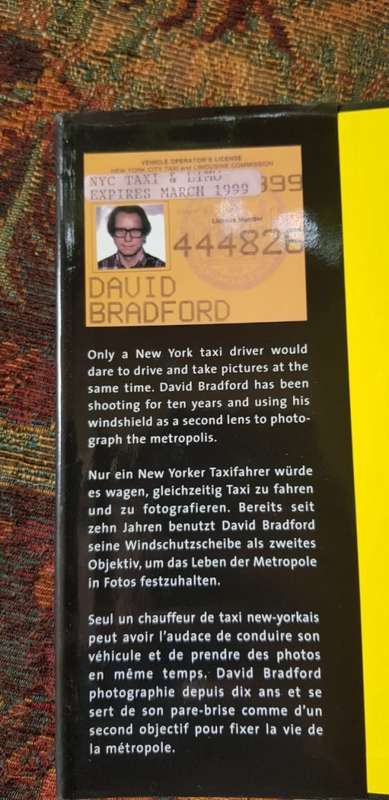 VEHICLE OPERATOR'S LICENSE
NEW YORK CITY TAXI AND LIMOUSINE COMMISSION
NYC TAXI & LIMO
EXPIRES MARCH 1999
999
License Number
444826
DAVID
BRADFORD
Only a New York taxi driver would
dare to drive and take pictures at the
same time. David Bradford has been
shooting for ten years and using his
windshield as a second lens to photo-
graph the metropolis.
Nur ein New Yorker Taxifahrer würde
es wagen, gleichzeitig Taxi zu fahren
und zu fotografieren. Bereits seit
zehn Jahren benutzt David Bradford
seine Windschutzscheibe als zweites
Objektiv, um das Leben der Metropole
in Fotos festzuhalten.
Seul un chauffeur de taxi new-yorkais
peut avoir l'audace de conduire son
véhicule et de prendre des photos
en même temps. David Bradford
photographie depuis dix ans et se
sert de son pare-brise comme d'un
second objectif pour fixer la vie de
la métropole.